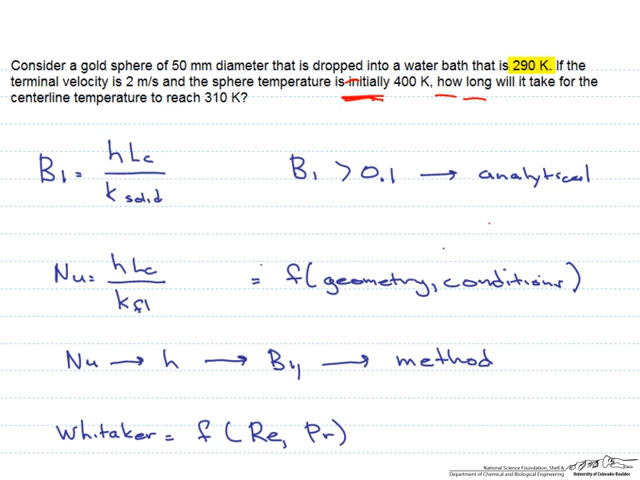 Consider a gold sphere of 50 mm diameter that is dropped into a water bath that is 290 K. If the
terminal velocity is 2 m/s and the sphere temperature is initially 400 K, how long will it take for the
centerline temperature to reach 310 K?
Bi = hLc / k solid    Bi > 0.1 → analytical
Nu = hLc / kfl = f(geometry, conditions)
Nu → h → Bi, → method
Whitaker = f (Re, Pr)
National Science Foundation, Shell &
Department of Chemical and Biological Engineering
University of Colorado Boulder